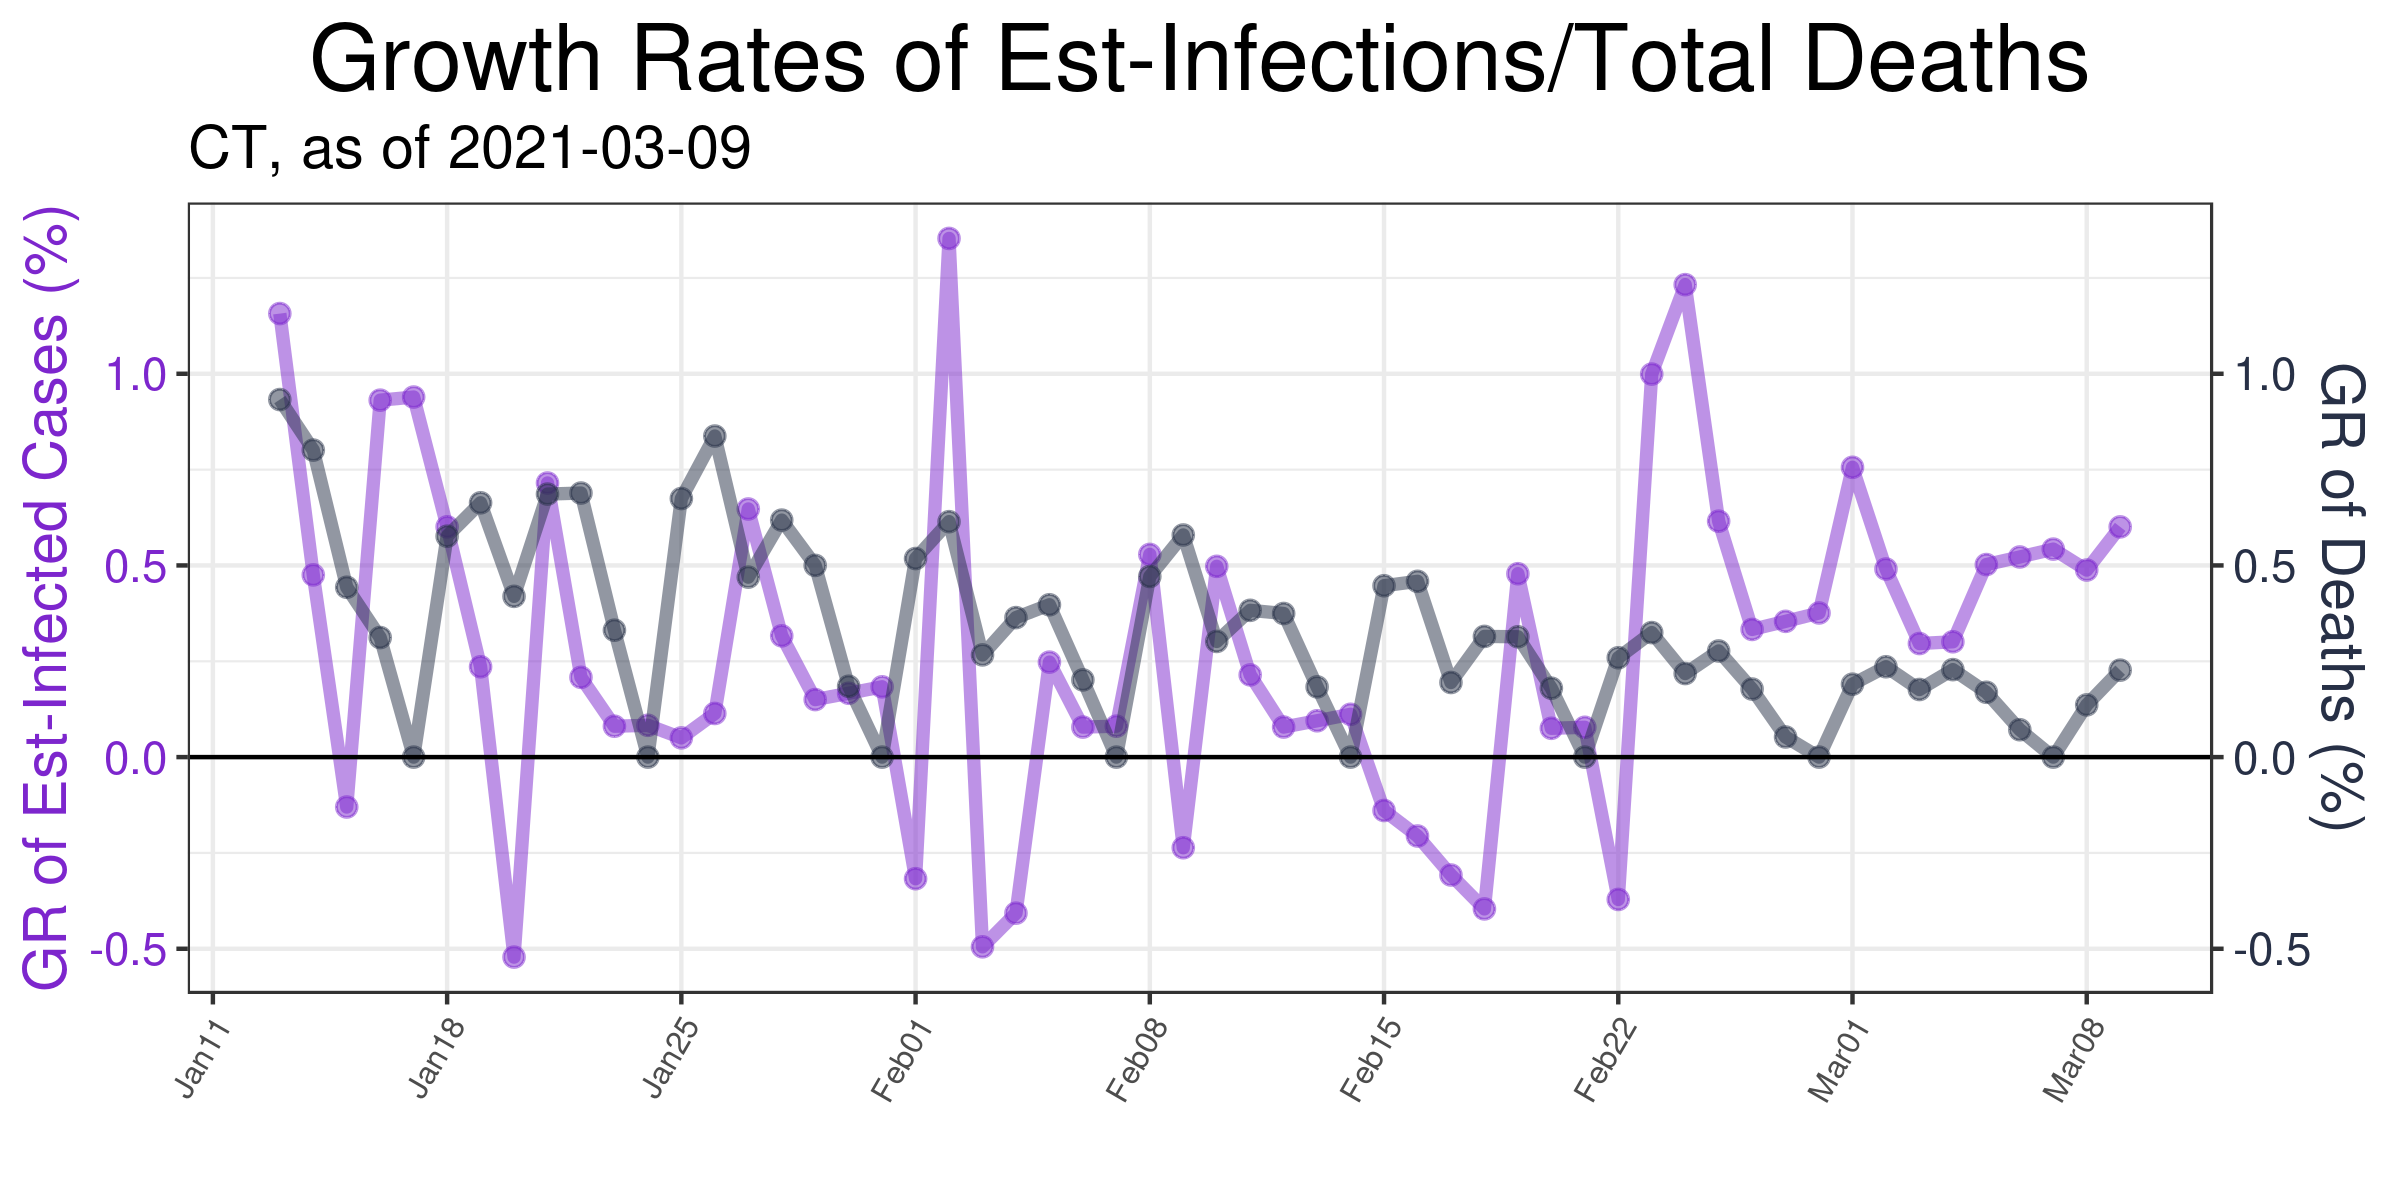 Growth Rates of Est-Infections/Total Deaths
CT, as of 2021-03-09
GR of Est-Infected Cases (%)
1.0
0.5
0.0
-0.5
1.0
0.5
0.0
-0.5
GR of Deaths (%)
Jan11
Jan18
Jan25
Feb01
Feb08
Feb15
Feb22
Mar01
Mar08